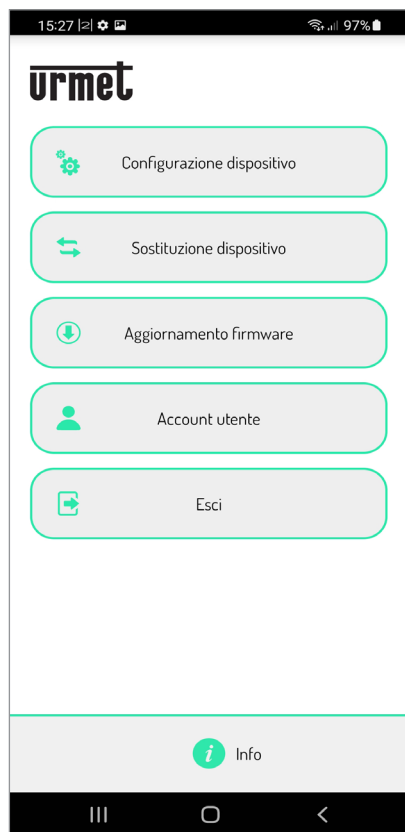 15:27 97%
urmet
Configurazione dispositivo
Sostituzione dispositivo
Aggiornamento firmware
Account utente
Esci
i Info